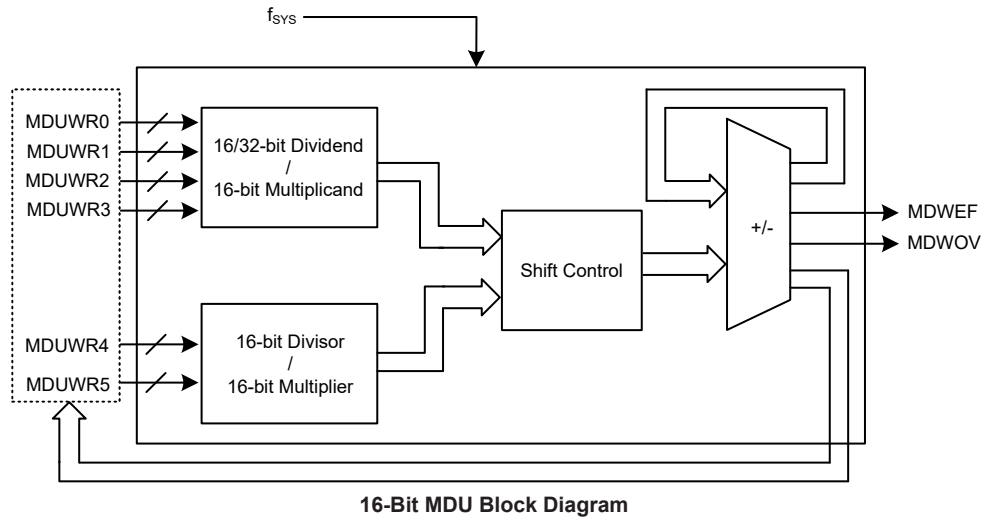 fSYS
MDUWR0
MDUWR1
MDUWR2
MDUWR3
MDUWR4
MDUWR5
16/32-bit Dividend
/
16-bit Multiplicand
16-bit Divisor
/
16-bit Multiplier
Shift Control
+/-
MDWEF
MDWOV
16-Bit MDU Block Diagram